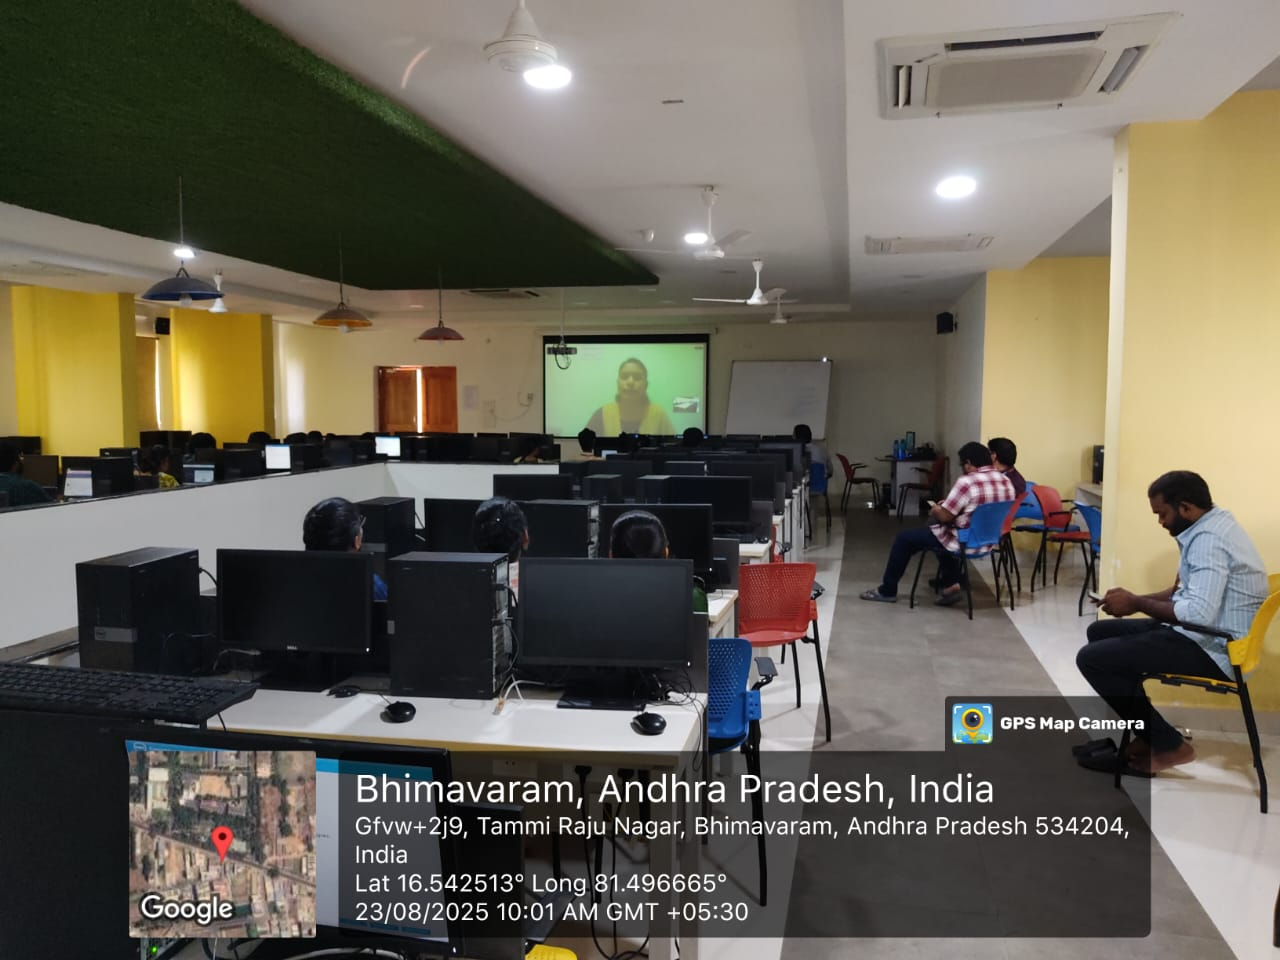 GPS Map Camera
Bhimavaram, Andhra Pradesh, India
Gfvw+2j9, Tammi Raju Nagar, Bhimavaram, Andhra Pradesh 534204,
India
Lat 16.542513° Long 81.496665°
23/08/2025 10:01 AM GMT +05:30
Google
DELL